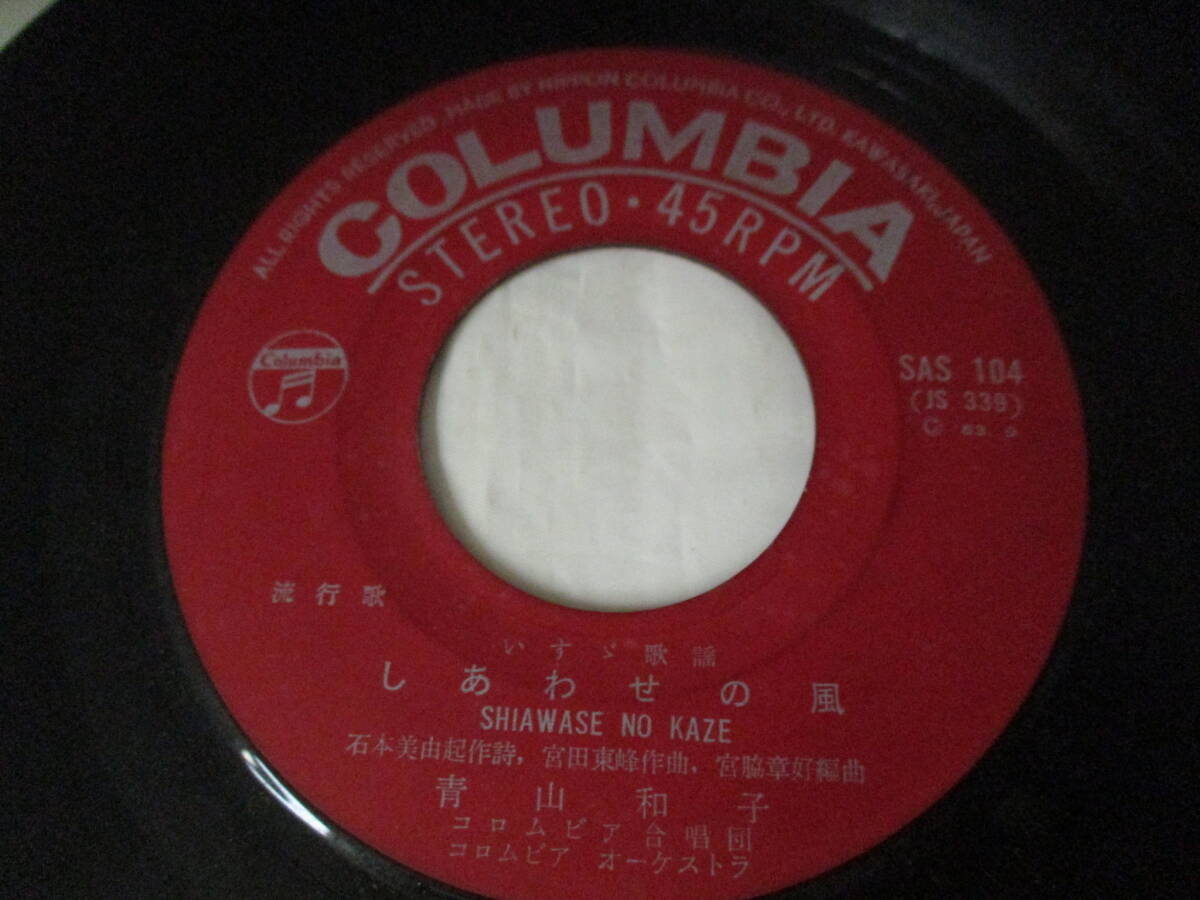 ALL RIGHTS RESERVED. MADE BY NIPPON COLUMBIA CO., LTD. KAWASAKI, JAPAN
COLUMBIA
STEREO・45RPM
Columbia
SAS 104
(JS 339)
Ⓒ 63. 9
流行歌
いすゞ歌謡
しあわせの風
SHIAWASE NO KAZE
石本美由起作詩, 宮田東峰作曲, 宮脇章好編曲
青山和子
コロムビア合唱団
コロムビア オーケストラ